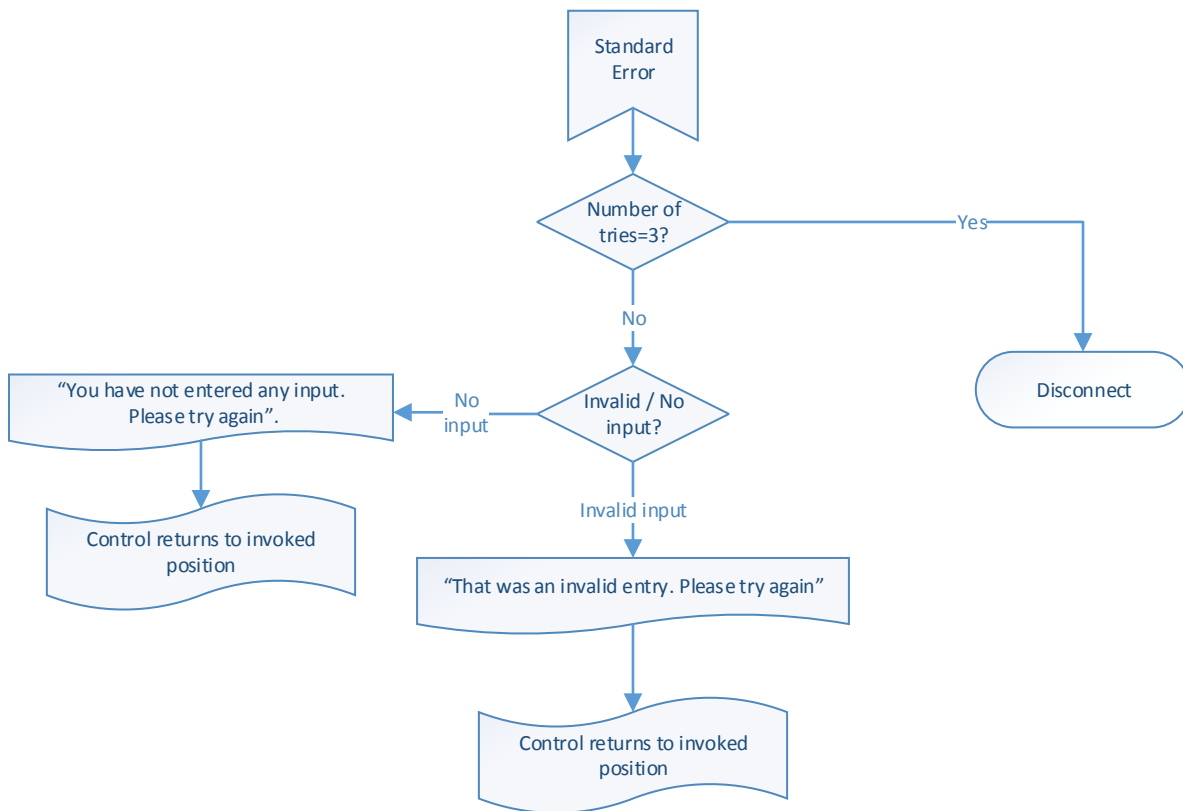 Standard
Error
Number of
tries=3?
Yes
No
“You have not entered any input.
Please try again”.
No
input
Invalid / No
input?
Disconnect
Invalid input
Control returns to invoked
position
“That was an invalid entry. Please try again”
Control returns to invoked
position